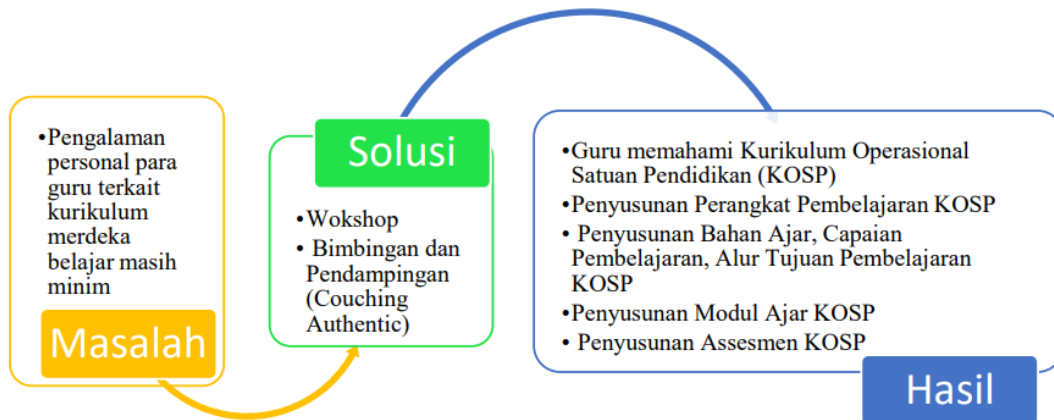 •Pengalaman
personal para
guru terkait
kurikulum
merdeka
belajar masih
minim
Masalah
Solusi
•Wokshop
• Bimbingan dan
Pendampingan
(Couching
Authentic)
•Guru memahami Kurikulum Operasional
Satuan Pendidikan (KOSP)
•Penyusunan Perangkat Pembelajaran KOSP
• Penyusunan Bahan Ajar, Capaian
Pembelajaran, Alur Tujuan Pembelajaran
KOSP
•Penyusunan Modul Ajar KOSP
• Penyusunan Assesmen KOSP
Hasil